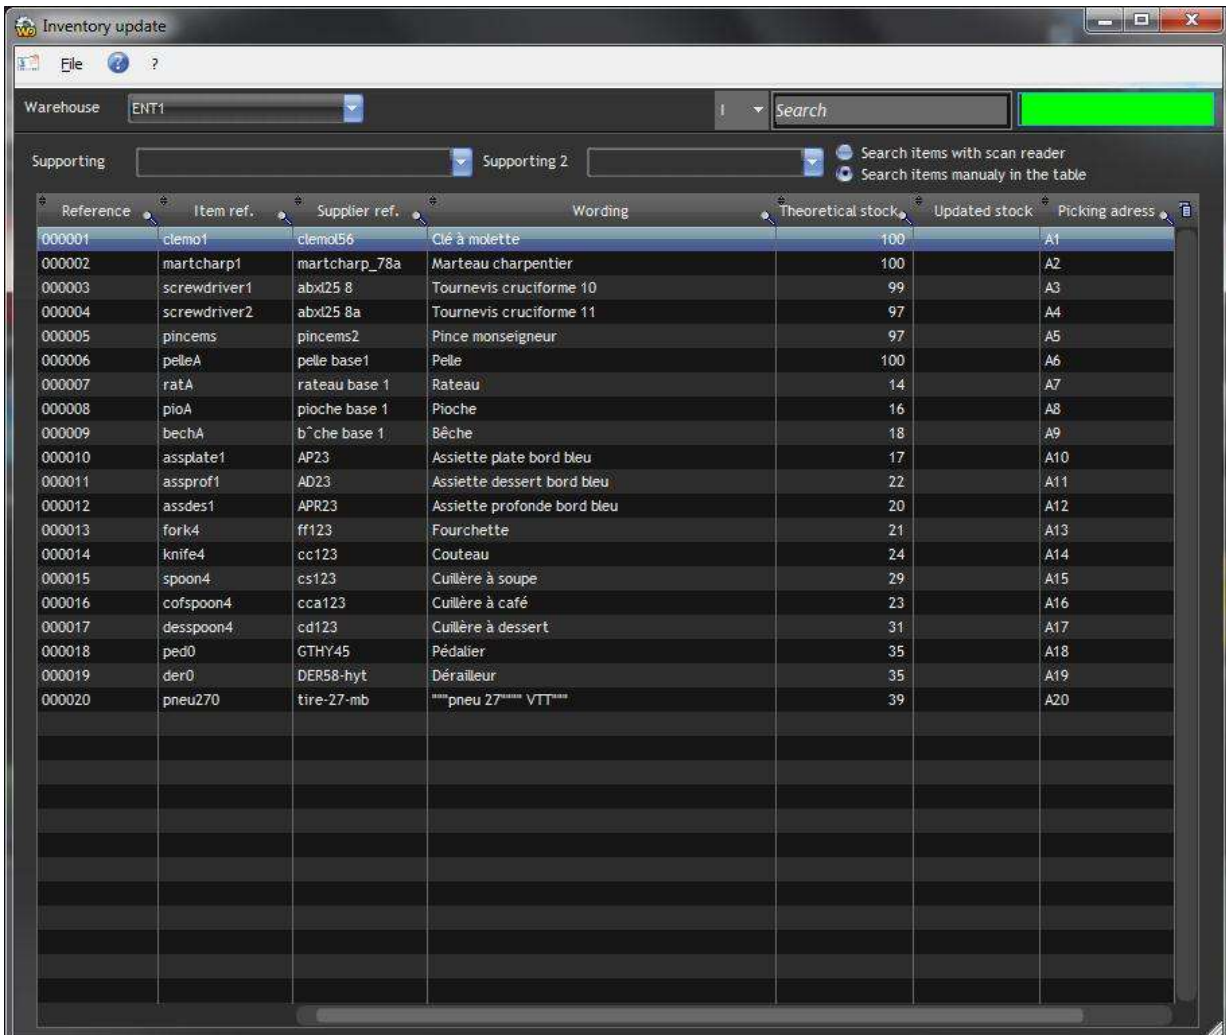 Inventory update
File ?
Warehouse ENT1 Search
Supporting Supporting 2 Search items with scan reader
Search items manualy in the table
Reference Item ref. Supplier ref. Wording Theoretical stock Updated stock Picking adress
000001 clemo1 clemol56 Clé à molette 100 A1
000002 martcharp1 martcharp_78a Marteau charpentier 100 A2
000003 screwdriver1 abxl25 8 Tournevis cruciforme 10 99 A3
000004 screwdriver2 abxl25 8a Tournevis cruciforme 11 97 A4
000005 pincems pincems2 Pince monseigneur 97 A5
000006 pelleA pelle base1 Pelle 100 A6
000007 ratA rateau base 1 Rateau 14 A7
000008 pioA pioche base 1 Pioche 16 A8
000009 bechA b^che base 1 Bêche 18 A9
000010 assplate1 AP23 Assiette plate bord bleu 17 A10
000011 assprof1 AD23 Assiette dessert bord bleu 22 A11
000012 assdes1 APR23 Assiette profonde bord bleu 20 A12
000013 fork4 ff123 Fourchette 21 A13
000014 knife4 cc123 Couteau 24 A14
000015 spoon4 cs123 Cuillère à soupe 29 A15
000016 cofspoon4 cca123 Cuillère à café 23 A16
000017 desspoon4 cd123 Cuillère à dessert 31 A17
000018 ped0 GTHY45 Pédalier 35 A18
000019 der0 DER58-hyt Dérailleur 35 A19
000020 pneu270 tire-27-mb """pneu 27"""" VTT""" 39 A20